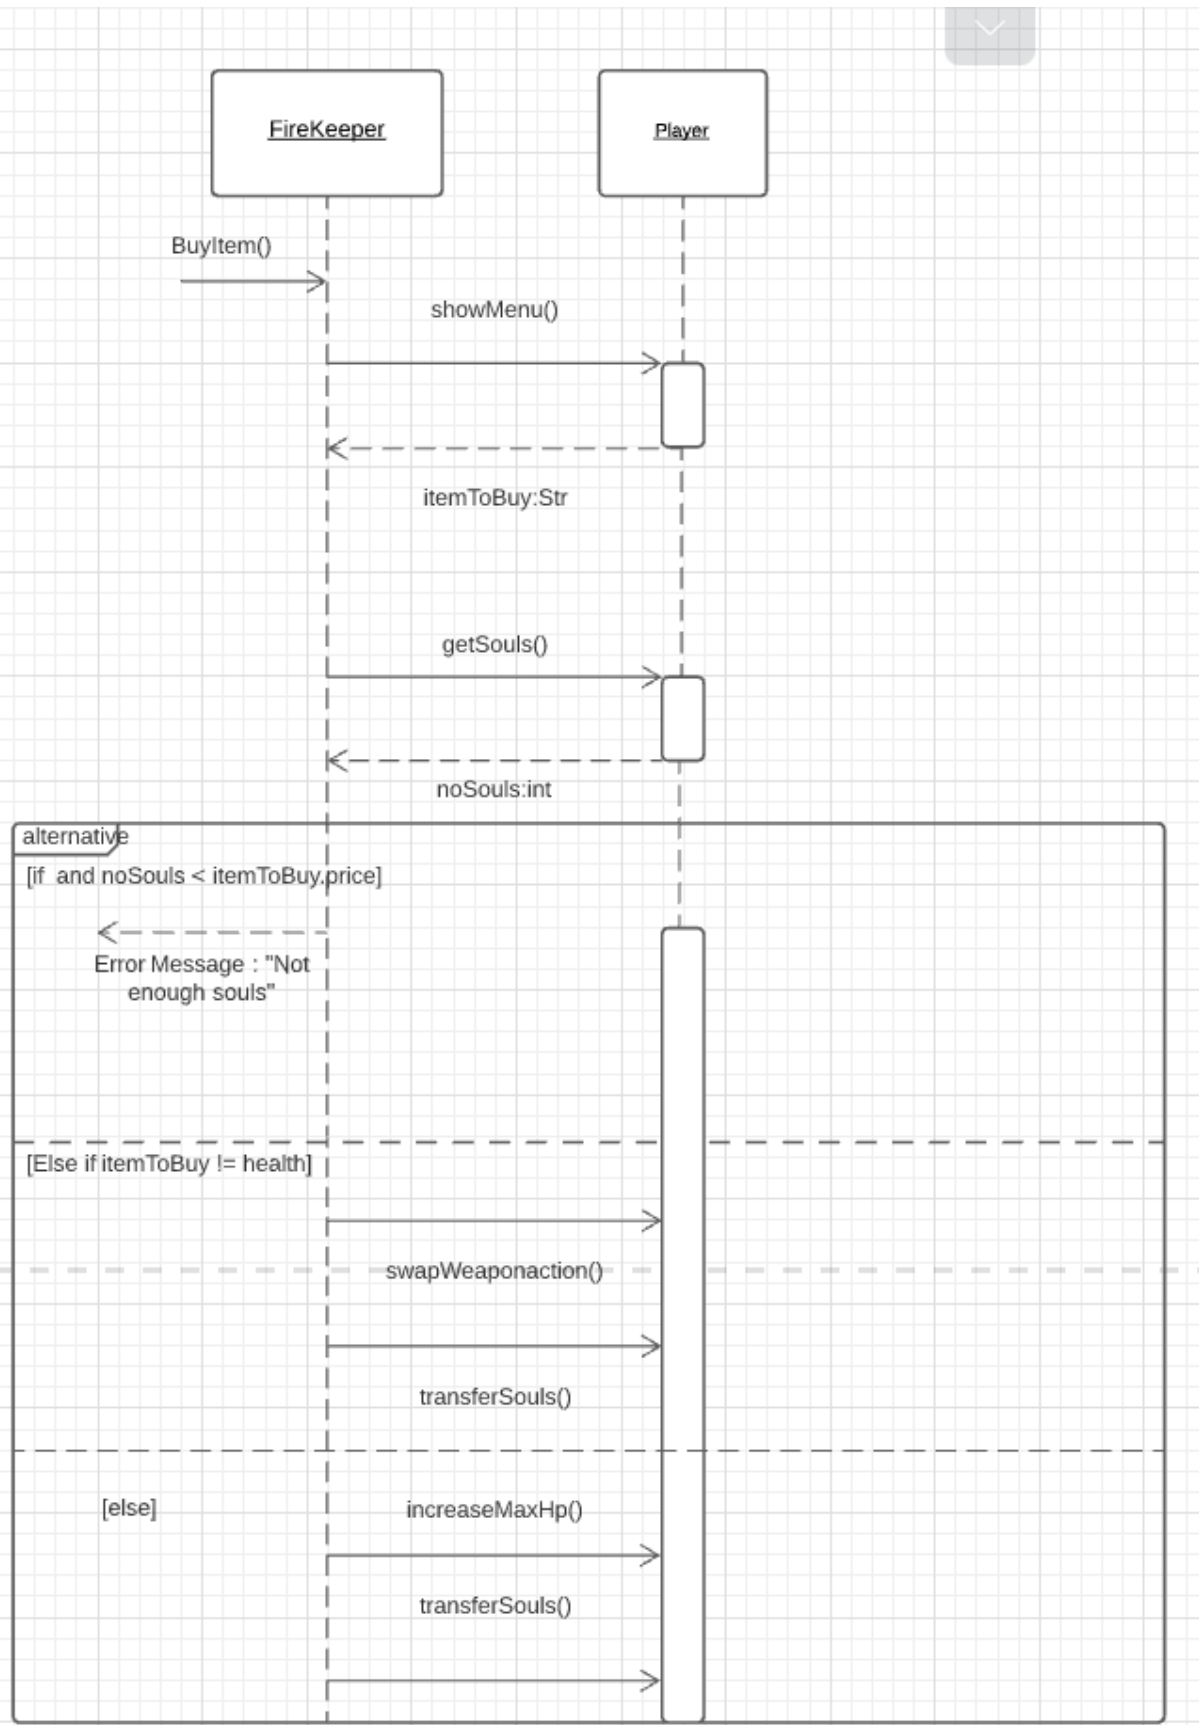 FireKeeper
Player
BuyItem()
showMenu()
itemToBuy:Str
getSouls()
noSouls:int
alternative
[if  and noSouls < itemToBuy.price]
Error Message : "Not
enough souls"
[Else if itemToBuy != health]
swapWeaponaction()
transferSouls()
[else]
increaseMaxHp()
transferSouls()